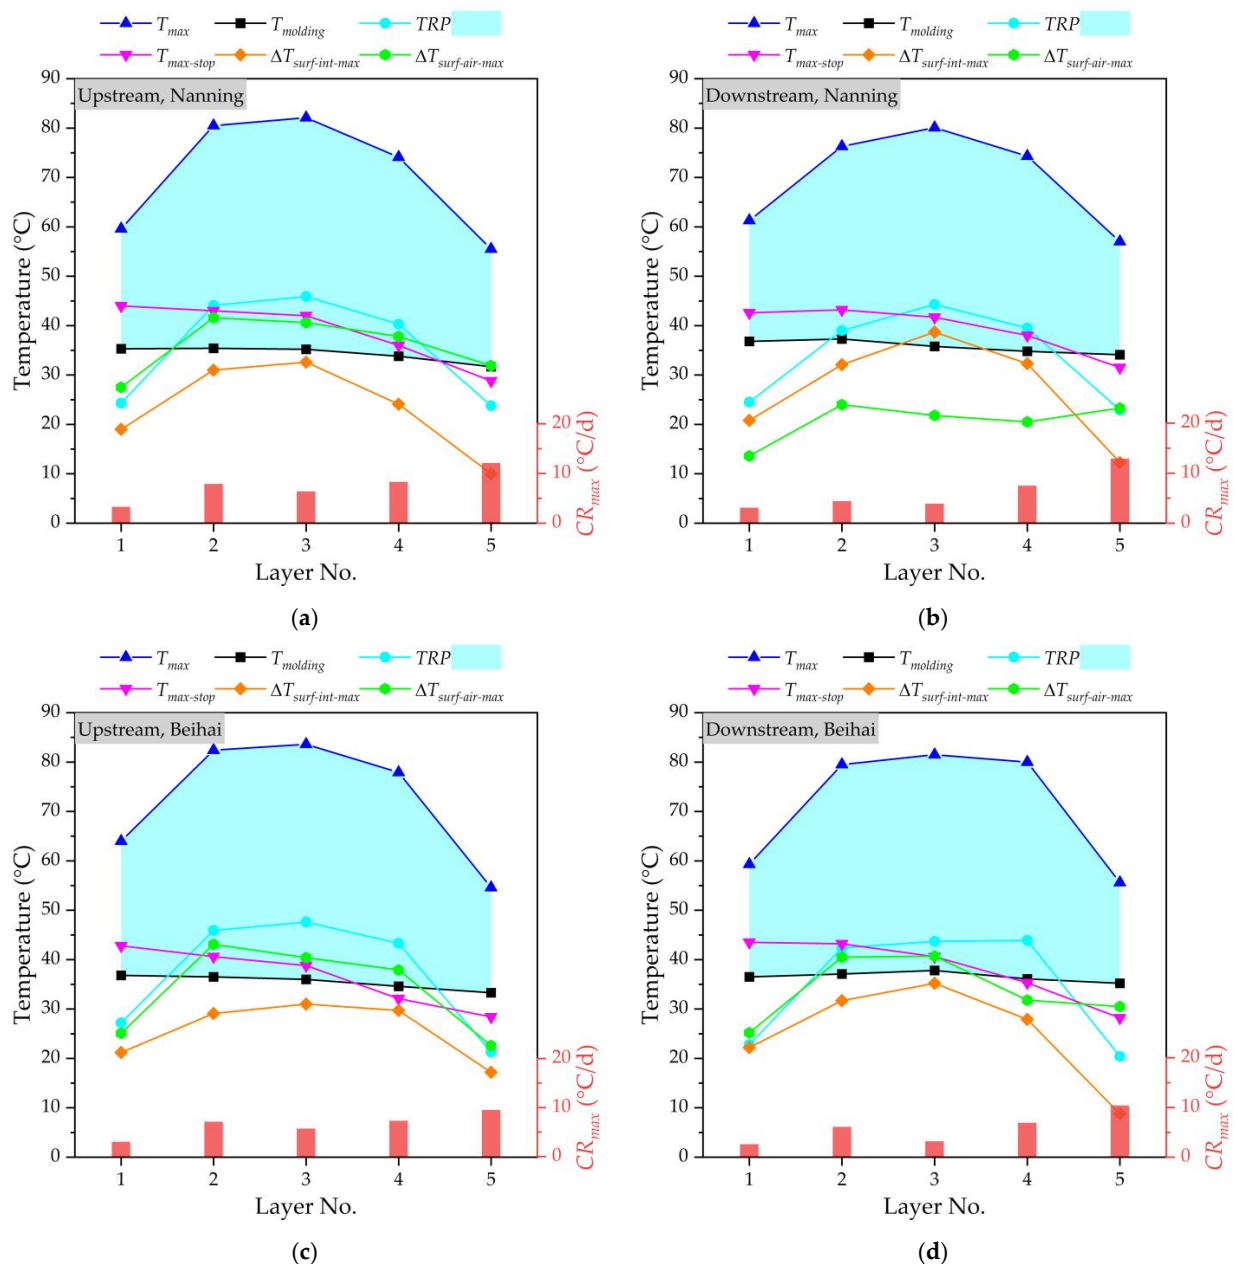 T_max T_molding TRP
T_max-stop ΔT_surf-int-max ΔT_surf-air-max
Upstream, Nanning
90
80
70
60
50
40
30
20
10
0
Temperature (°C)
20
10
0
CR_max (°C/d)
1 2 3 4 5
Layer No.
(a)
T_max T_molding TRP
T_max-stop ΔT_surf-int-max ΔT_surf-air-max
Downstream, Nanning
90
80
70
60
50
40
30
20
10
0
Temperature (°C)
20
10
0
CR_max (°C/d)
1 2 3 4 5
Layer No.
(b)
T_max T_molding TRP
T_max-stop ΔT_surf-int-max ΔT_surf-air-max
Upstream, Beihai
90
80
70
60
50
40
30
20
10
0
Temperature (°C)
20
10
0
CR_max (°C/d)
1 2 3 4 5
Layer No.
(c)
T_max T_molding TRP
T_max-stop ΔT_surf-int-max ΔT_surf-air-max
Downstream, Beihai
90
80
70
60
50
40
30
20
10
0
Temperature (°C)
20
10
0
CR_max (°C/d)
1 2 3 4 5
Layer No.
(d)